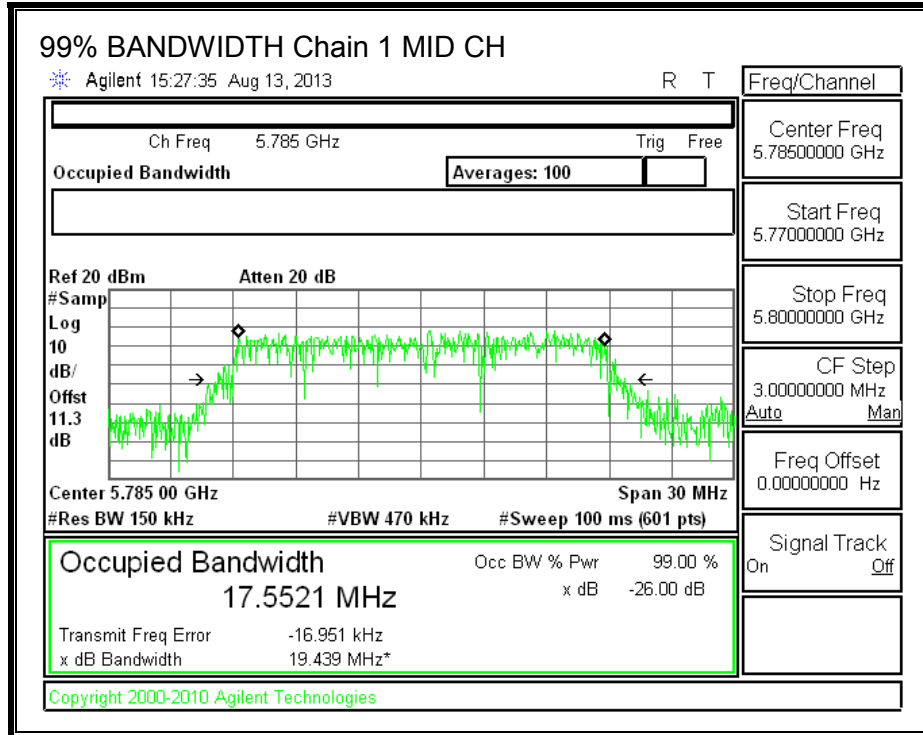 99% BANDWIDTH Chain 1 MID CH
Agilent 15:27:35 Aug 13, 2013 R T
Freq/Channel
Ch Freq 5.785 GHz Trig Free
Occupied Bandwidth Averages: 100
Center Freq
5.78500000 GHz
Start Freq
5.77000000 GHz
Stop Freq
5.80000000 GHz
CF Step
3.00000000 MHz
Auto Man
Freq Offset
0.00000000 Hz
Signal Track
On Off
Ref 20 dBm Atten 20 dB
#Samp
Log
10
dB/
Offst
11.3
dB
Center 5.785 00 GHz Span 30 MHz
#Res BW 150 kHz #VBW 470 kHz #Sweep 100 ms (601 pts)
Occupied Bandwidth Occ BW % Pwr 99.00 %
17.5521 MHz x dB -26.00 dB
Transmit Freq Error -16.951 kHz
x dB Bandwidth 19.439 MHz*
Copyright 2000-2010 Agilent Technologies